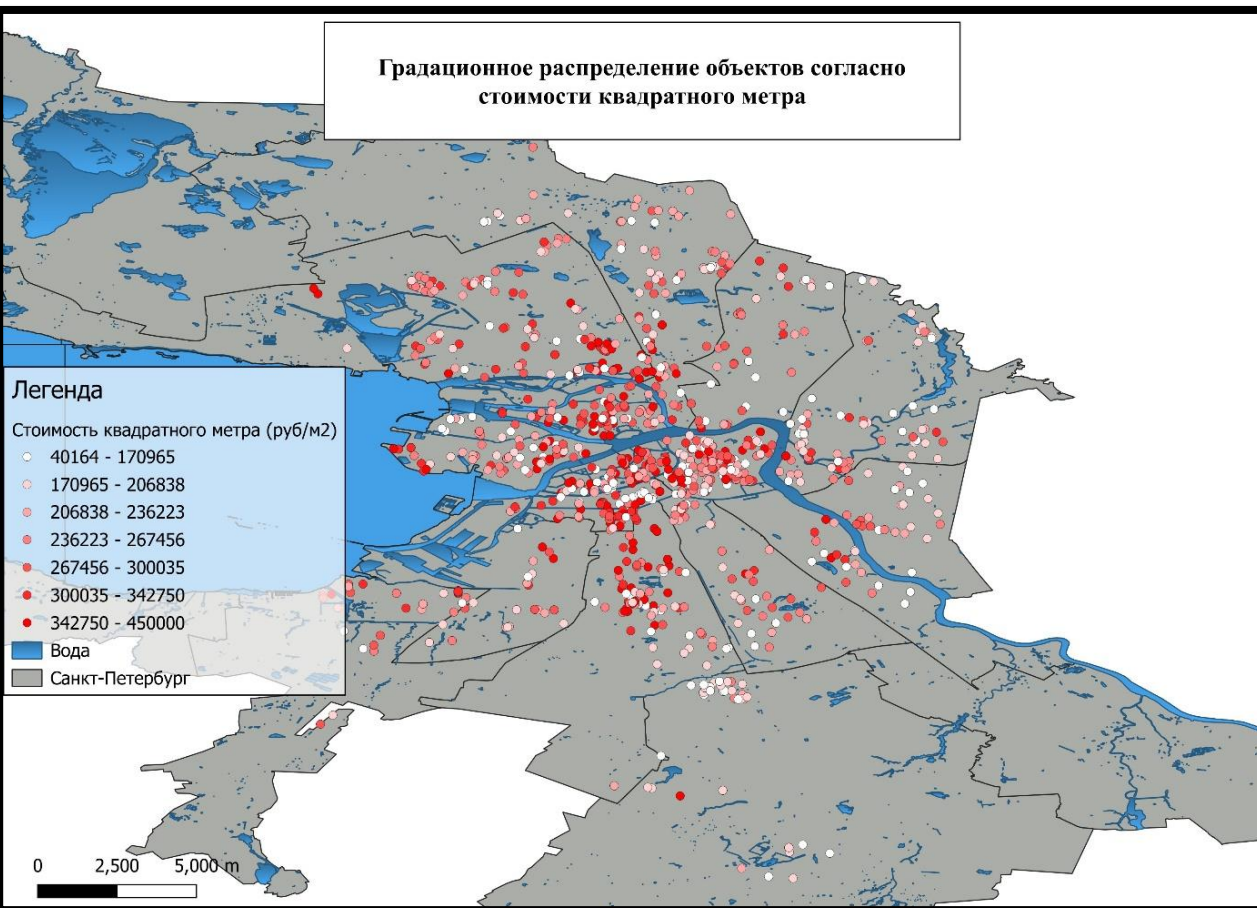 Градационное распределение объектов согласно
стоимости квадратного метра
Легенда
Стоимость квадратного метра (руб/м2)
40164 - 170965
170965 - 206838
206838 - 236223
236223 - 267456
267456 - 300035
300035 - 342750
342750 - 450000
Вода
Санкт-Петербург
0 2,500 5,000 m